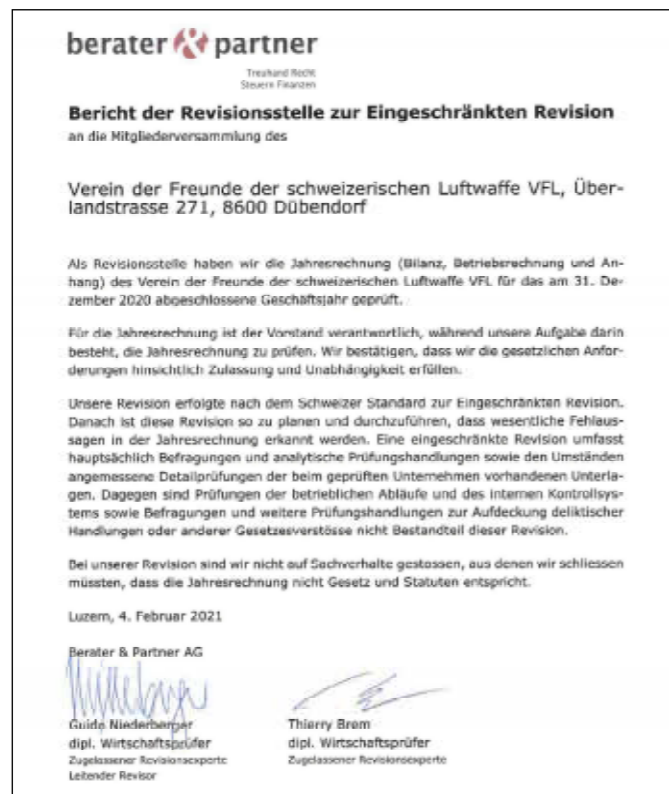 berater & partner
Treuhand Recht
Steuern Finanzen
Bericht der Revisionsstelle zur Eingeschränkten Revision
an die Mitgliederversammlung des
Verein der Freunde der schweizerischen Luftwaffe VFL, Über-
landstrasse 271, 8600 Dübendorf
Als Revisionsstelle haben wir die Jahresrechnung (Bilanz, Betriebsrechnung und An-
hang) des Verein der Freunde der schweizerischen Luftwaffe VFL für das am 31. De-
zember 2020 abgeschlossene Geschäftsjahr geprüft.
Für die Jahresrechnung ist der Vorstand verantwortlich, während unsere Aufgabe darin
besteht, die Jahresrechnung zu prüfen. Wir bestätigen, dass wir die gesetzlichen Anfor-
derungen hinsichtlich Zulassung und Unabhängigkeit erfüllen.
Unsere Revision erfolgte nach dem Schweizer Standard zur Eingeschränkten Revision.
Danach ist diese Revision so zu planen und durchzuführen, dass wesentliche Fehlaus-
sagen in der Jahresrechnung erkannt werden. Eine eingeschränkte Revision umfasst
hauptsächlich Befragungen und analytische Prüfungshandlungen sowie den Umständen
angemessene Detailprüfungen der beim geprüften Unternehmen vorhandenen Unterla-
gen. Dagegen sind Prüfungen der betrieblichen Abläufe und des internen Kontrollsys-
tems sowie Befragungen und weitere Prüfungshandlungen zur Aufdeckung deliktischer
Handlungen oder anderer Gesetzesverstösse nicht Bestandteil dieser Revision.
Bei unserer Revision sind wir nicht auf Sachverhalte gestossen, aus denen wir schliessen
müssten, dass die Jahresrechnung nicht Gesetz und Statuten entspricht.
Luzern, 4. Februar 2021
Berater & Partner AG
Guido Niederberger
Thierry Brem
dipl. Wirtschaftsprüfer
dipl. Wirtschaftsprüfer
Zugelassener Revisionsexperte
Zugelassener Revisionsexperte
Leitender Revisor